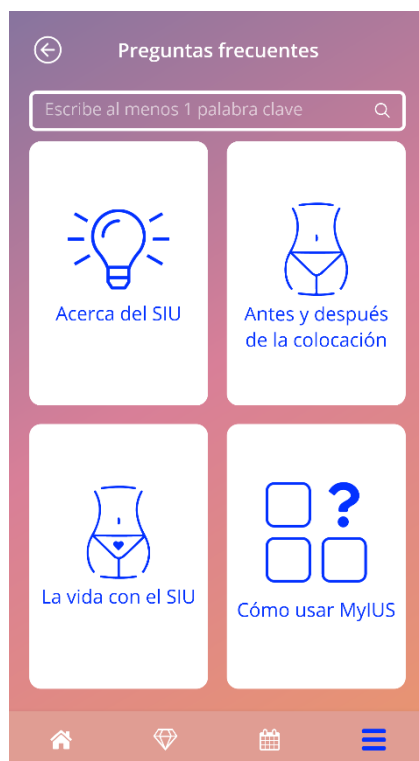 Preguntas frecuentes
Escribe al menos 1 palabra clave
Acerca del SIU
Antes y después
de la colocación
La vida con el SIU
?
Cómo usar MyIUS